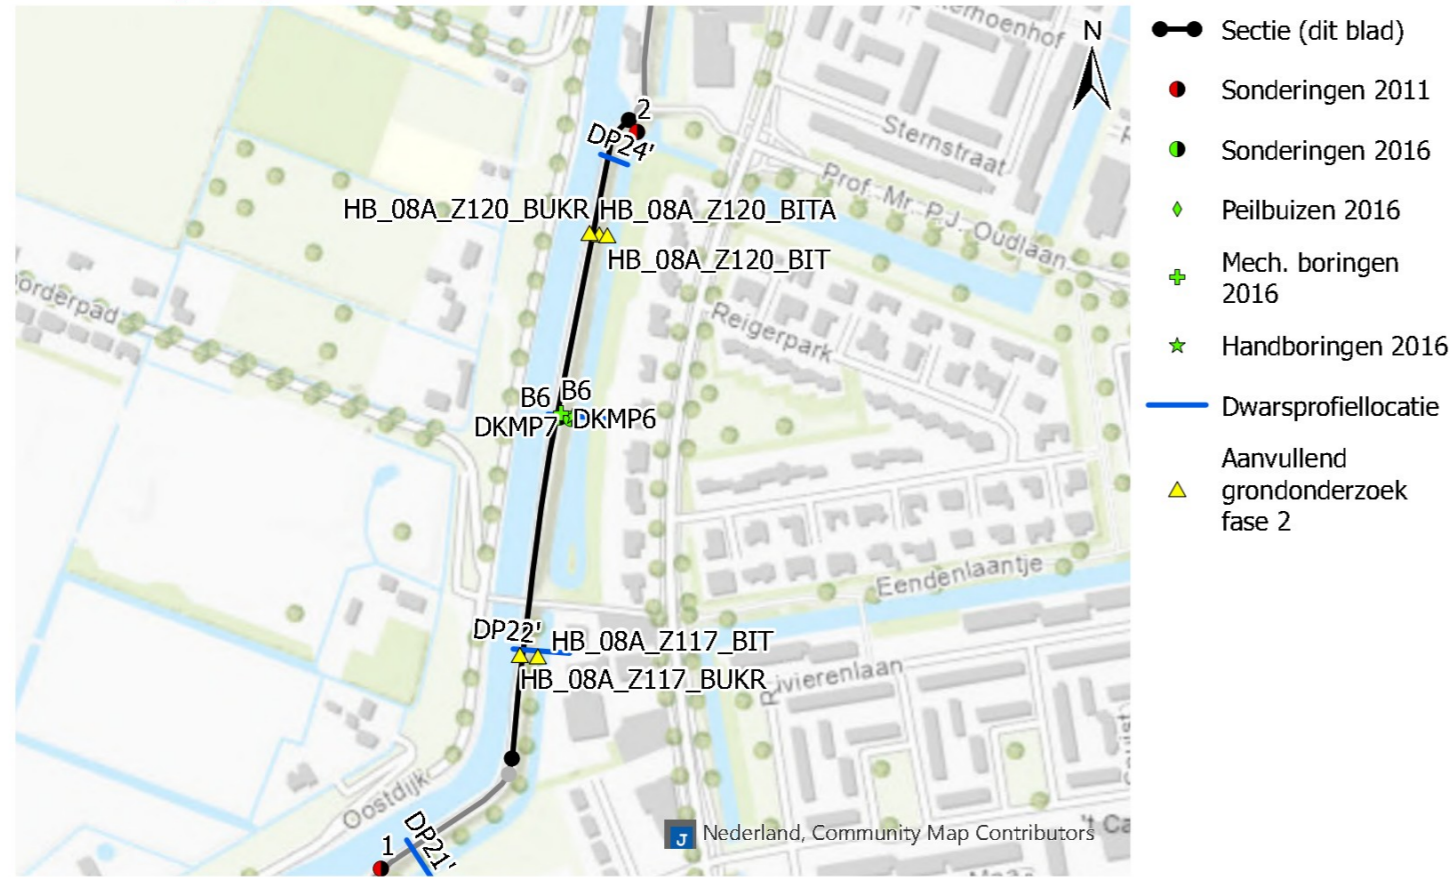 N
2
DP24'
Sternstraat
Prof. Mr. P.J. Oudlaan
HB_08A_Z120_BUKR
HB_08A_Z120_BITA
HB_08A_Z120_BIT
Reigerpark
B6
B6
DKMP7
DKMP6
Eendenlaantje
DP22'
HB_08A_Z117_BIT
HB_08A_Z117_BUKR
Rivierenlaan
Oostdijk
DP21'
1
J
Nederland, Community Map Contributors
Sectie (dit blad)
Sonderingen 2011
Sonderingen 2016
Peilbuizen 2016
Mech. boringen
2016
Handboringen 2016
Dwarsprofiellocatie
Aanvullend
grondonderzoek
fase 2